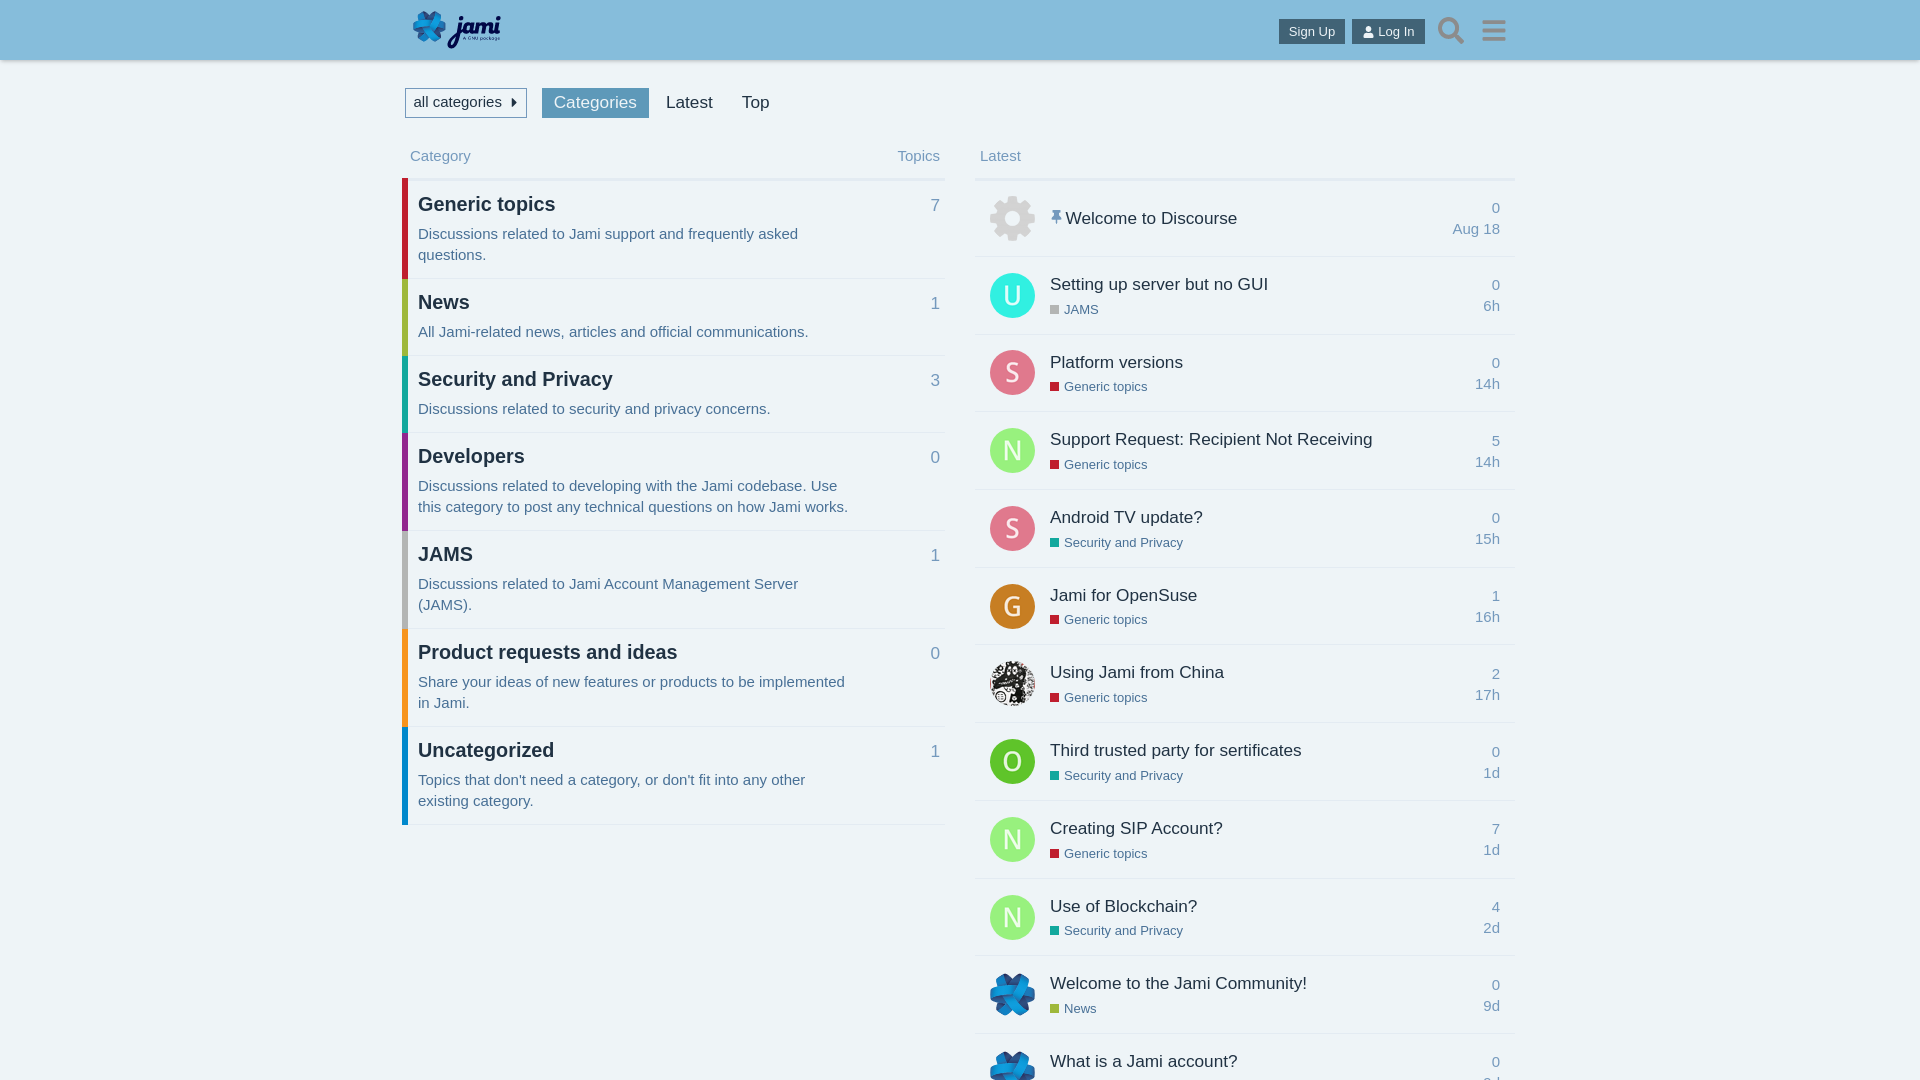 jami
A GNU package
Sign Up
Log In
all categories
Categories
Latest
Top
Category
Topics
Generic topics
7
Discussions related to Jami support and frequently asked
questions.
News
1
All Jami-related news, articles and official communications.
Security and Privacy
3
Discussions related to security and privacy concerns.
Developers
0
Discussions related to developing with the Jami codebase. Use
this category to post any technical questions on how Jami works.
JAMS
1
Discussions related to Jami Account Management Server
(JAMS).
Product requests and ideas
0
Share your ideas of new features or products to be implemented
in Jami.
Uncategorized
1
Topics that don't need a category, or don't fit into any other
existing category.
Latest
Welcome to Discourse
0
Aug 18
U
Setting up server but no GUI
0
JAMS
6h
S
Platform versions
0
Generic topics
14h
N
Support Request: Recipient Not Receiving
5
Generic topics
14h
S
Android TV update?
0
Security and Privacy
15h
G
Jami for OpenSuse
1
Generic topics
16h
Using Jami from China
2
Generic topics
17h
O
Third trusted party for sertificates
0
Security and Privacy
1d
N
Creating SIP Account?
7
Generic topics
1d
N
Use of Blockchain?
4
Security and Privacy
2d
Welcome to the Jami Community!
0
News
9d
What is a Jami account?
0